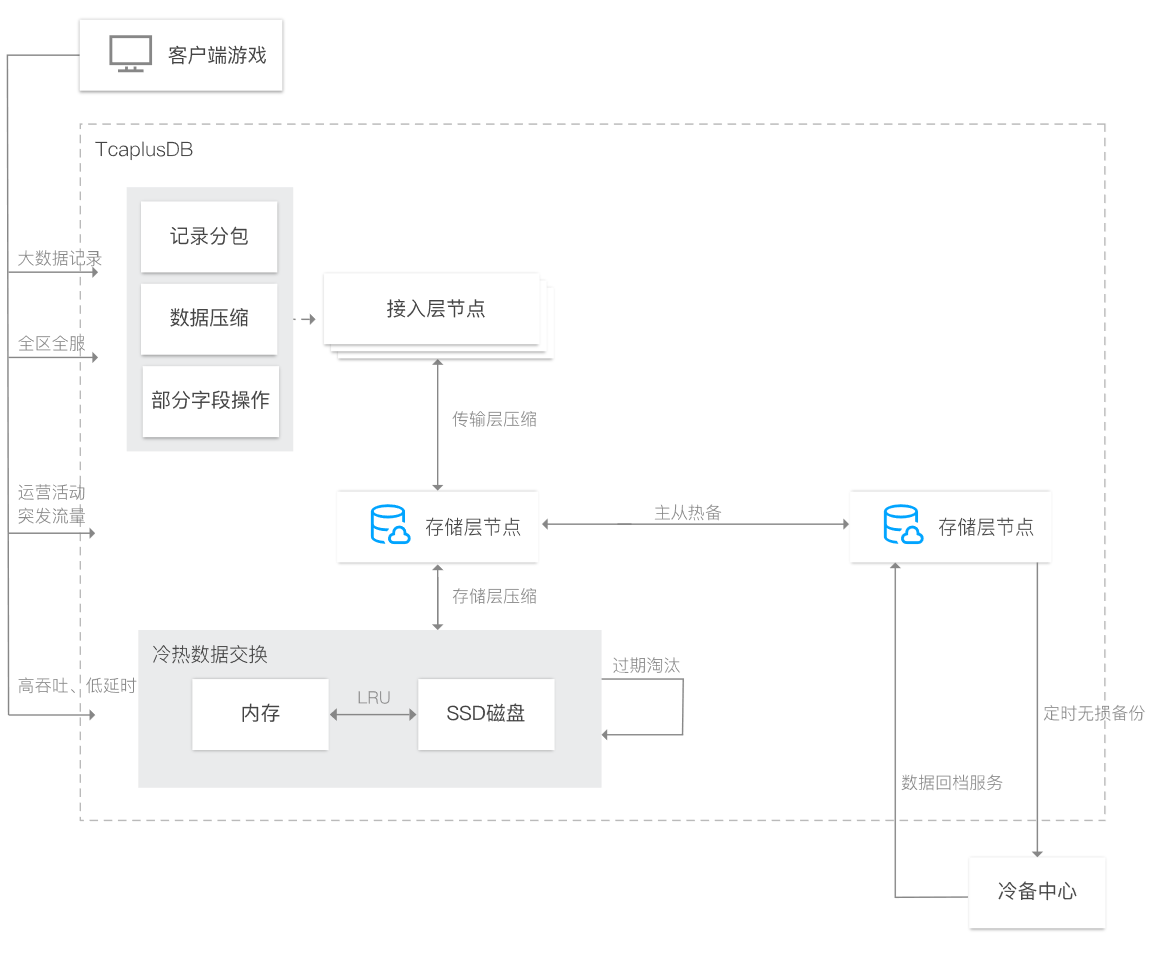 客户端游戏
TcaplusDB
记录分包
大数据记录
数据压缩
接入层节点
全区全服
部分字段操作
传输层压缩
运营活动
突发流量
存储层节点
主从热备
存储层节点
存储层压缩
冷热数据交换
过期淘汰
高吞吐、低延时
内存
LRU
SSD磁盘
定时无损备份
数据回档服务
冷备中心